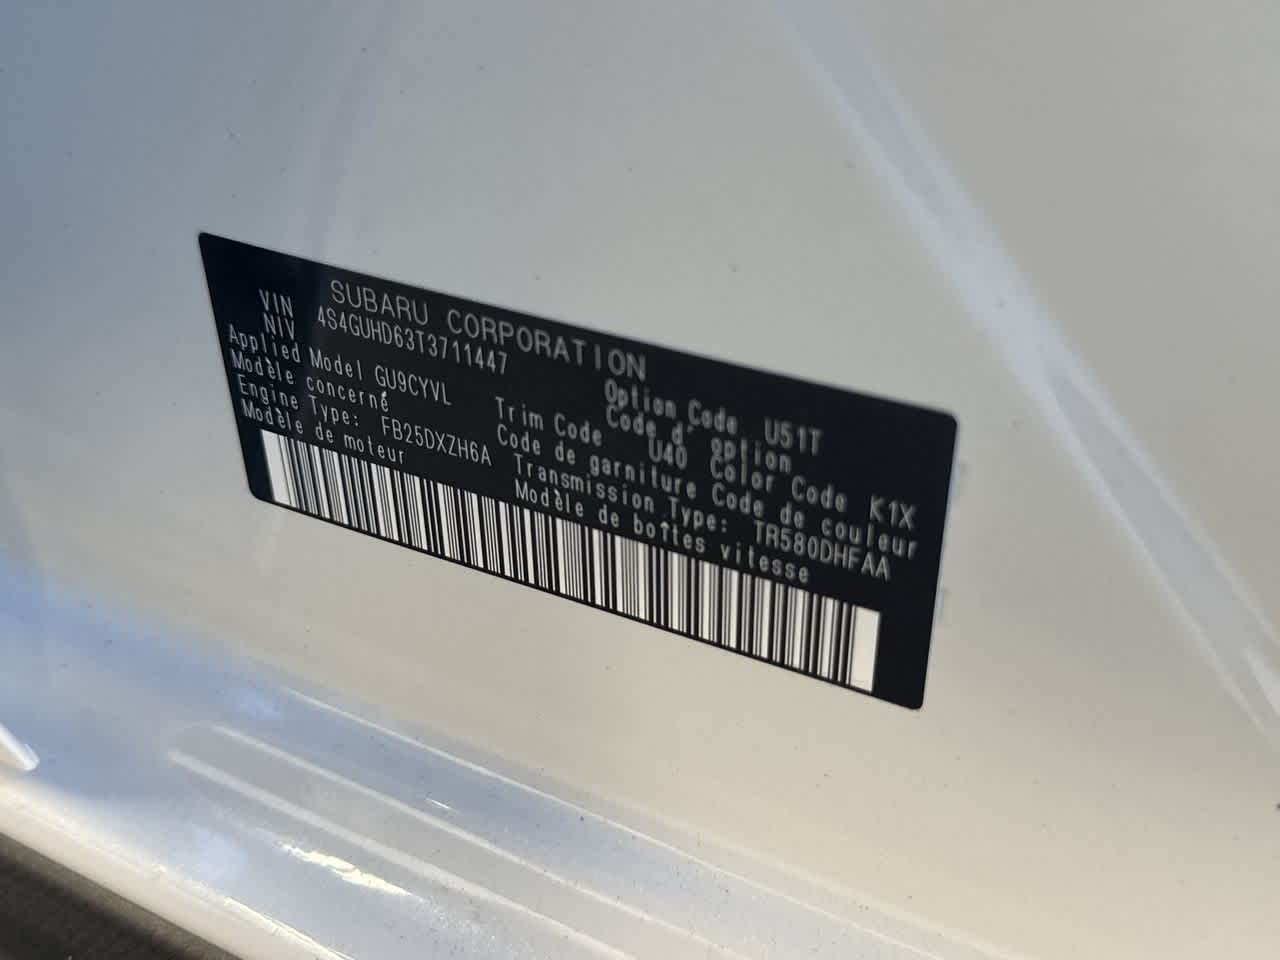 SUBARU CORPORATION
VIN
NIV 4S4GUHD63T3711447
Applied Model GU9CYVL Option Code U51T
Modèle concerné Code d'option
Trim Code U40 Color Code K1X
Code de garniture Code de couleur
Engine Type: FB25DXZH6A Transmission Type: TR580DHFAA
Modèle de moteur Modèle de boîtes vitesse